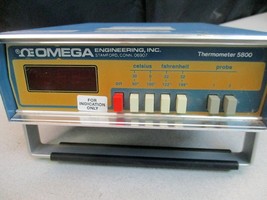 OMEGA ENGINEERING, INC.
STAMFORD, CONN. 06907
Thermometer 5800
celsius fahrenheit probe
FOR
INDICATION
ONLY